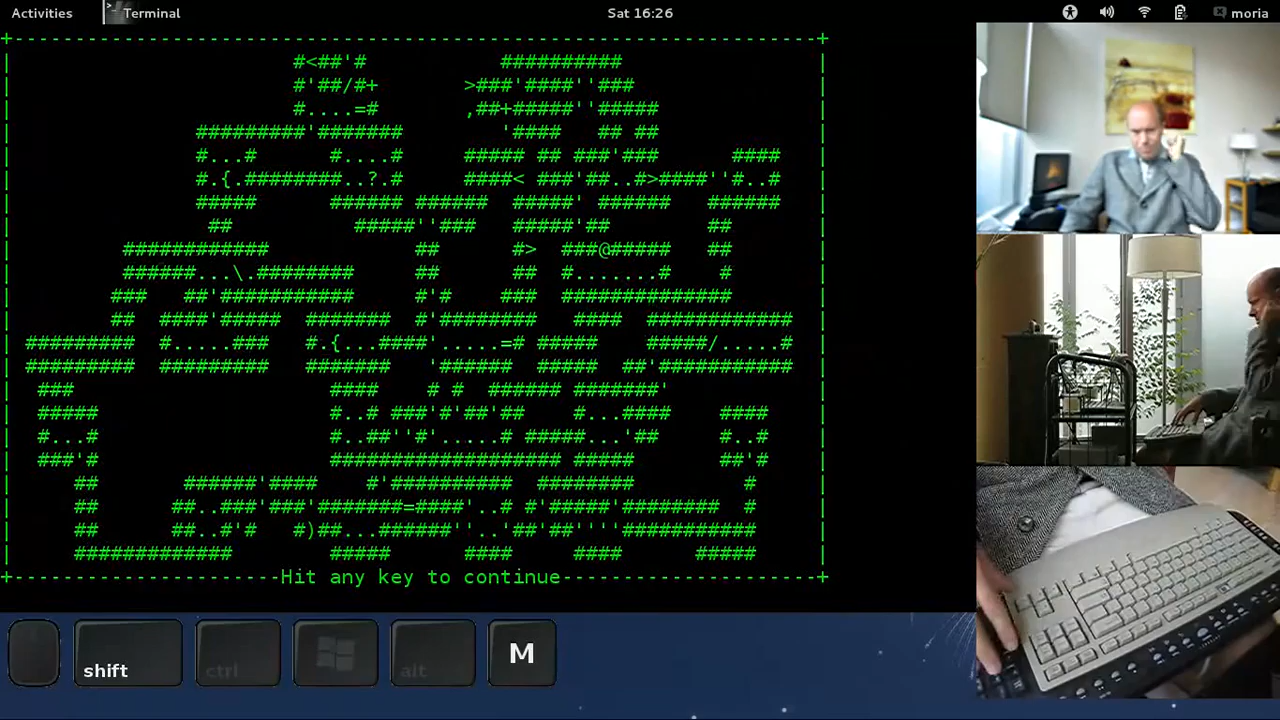 Activities Terminal Sat 16:26 moria
+--------------------------------------------------------------------+
#<##'# ##########
#'##/#+ >###'####''###
#....=# ,##+#####''#####
#########'####### '#### ## ##
#...# #....# ##### ## ###'### ####
#.{.########..?.# ####< ###'##..#>####''#..#
##### ###### ###### #####' ###### ######
## #####''### #####'## ##
############ ## #> ###@##### ##
######...\.######## ## ## #.......# #
### ##'########### #'# ### ##############
## ####'##### ####### #'######## #### ############
######### #.....### #.{...####'.....=# ##### #####/.....#
######### ######### ####### '###### ##### ##'###########
### #### # # ###### #######'
##### #..# ###'#'##'## #...#### ####
#...# #..##''#'.....# #####...'## #..#
###'# ################### ##### ##'#
## ######'#### #'########## ######## #
## ##..###'###'#######=####'..# #'#####'######## #
## ##..#'# #)##...######''..'##'##''''###########
############# ##### #### #### #####
+----------------------Hit any key to continue----------------------+
shift ctrl alt M